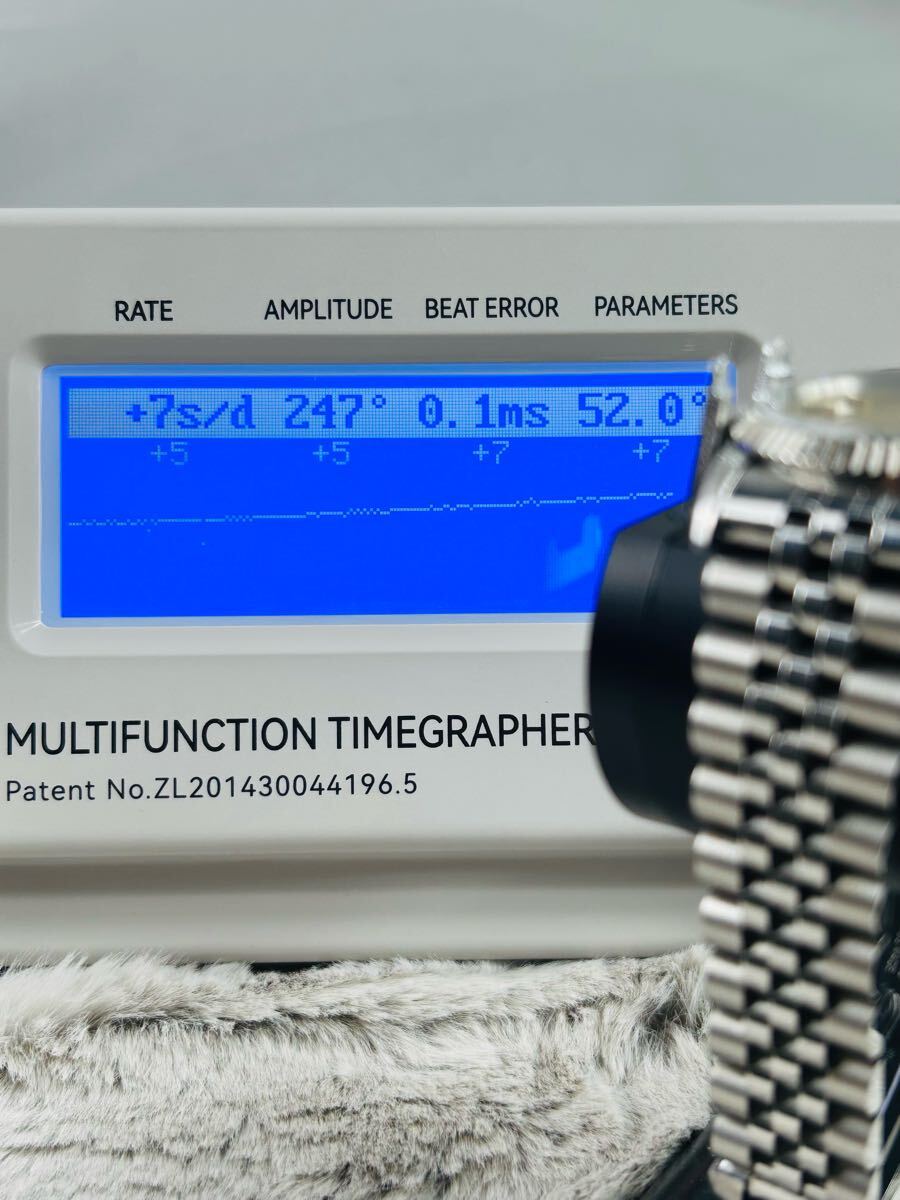 RATE AMPLITUDE BEAT ERROR PARAMETERS
+7s/d 247° 0.1ms 52.0°
+5 +5 +7 +7
MULTIFUNCTION TIMEGRAPHER
Patent No.ZL201430044196.5